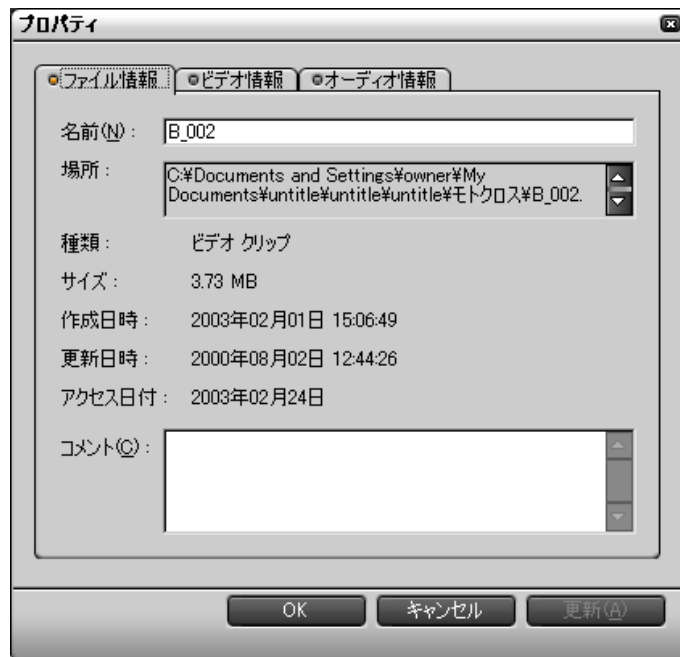 プロパティ
ファイル情報 ビデオ情報 オーディオ情報
名前(N)： B_002
場所： C:¥Documents and Settings¥owner¥My
Documents¥untitle¥untitle¥untitle¥モトクロス¥B_002.
種類： ビデオ クリップ
サイズ： 3.73 MB
作成日時： 2003年02月01日 15:06:49
更新日時： 2000年08月02日 12:44:26
アクセス日付： 2003年02月24日
コメント(C)：
OK キャンセル 更新(A)